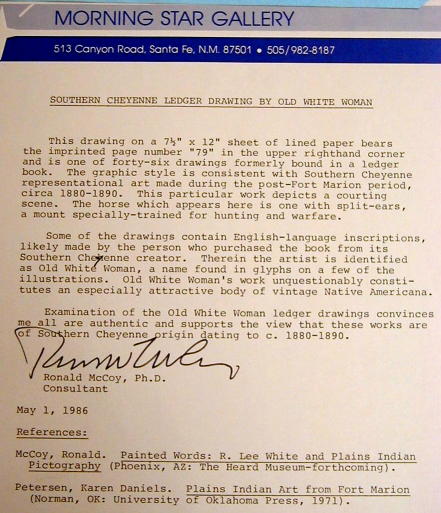 MORNING STAR GALLERY
513 Canyon Road, Santa Fe, N.M. 87501 • 505/982-8187
SOUTHERN CHEYENNE LEDGER DRAWING BY OLD WHITE WOMAN
This drawing on a 7½" x 12" sheet of lined paper bears
the imprinted page number "79" in the upper righthand corner
and is one of forty-six drawings formerly bound in a ledger
book. The graphic style is consistent with Southern Cheyenne
representational art made during the post-Fort Marion period,
circa 1880-1890. This particular work depicts a courting
scene. The horse which appears here is one with split-ears,
a mount specially-trained for hunting and warfare.
Some of the drawings contain English-language inscriptions,
likely made by the person who purchased the book from its
Southern Cheyenne creator. Therein the artist is identified
as Old White Woman, a name found in glyphs on a few of the
illustrations. Old White Woman's work unquestionably consti-
tutes an especially attractive body of vintage Native Americana.
Examination of the Old White Woman ledger drawings convinces
me all are authentic and supports the view that these works are
of Southern Cheyenne origin dating to c. 1880-1890.
Ronald McCoy, Ph.D.
Consultant
May 1, 1986
References:
McCoy, Ronald. Painted Words: R. Lee White and Plains Indian
Pictography (Phoenix, AZ: The Heard Museum-forthcoming).
Petersen, Karen Daniels. Plains Indian Art from Fort Marion
(Norman, OK: University of Oklahoma Press, 1971).